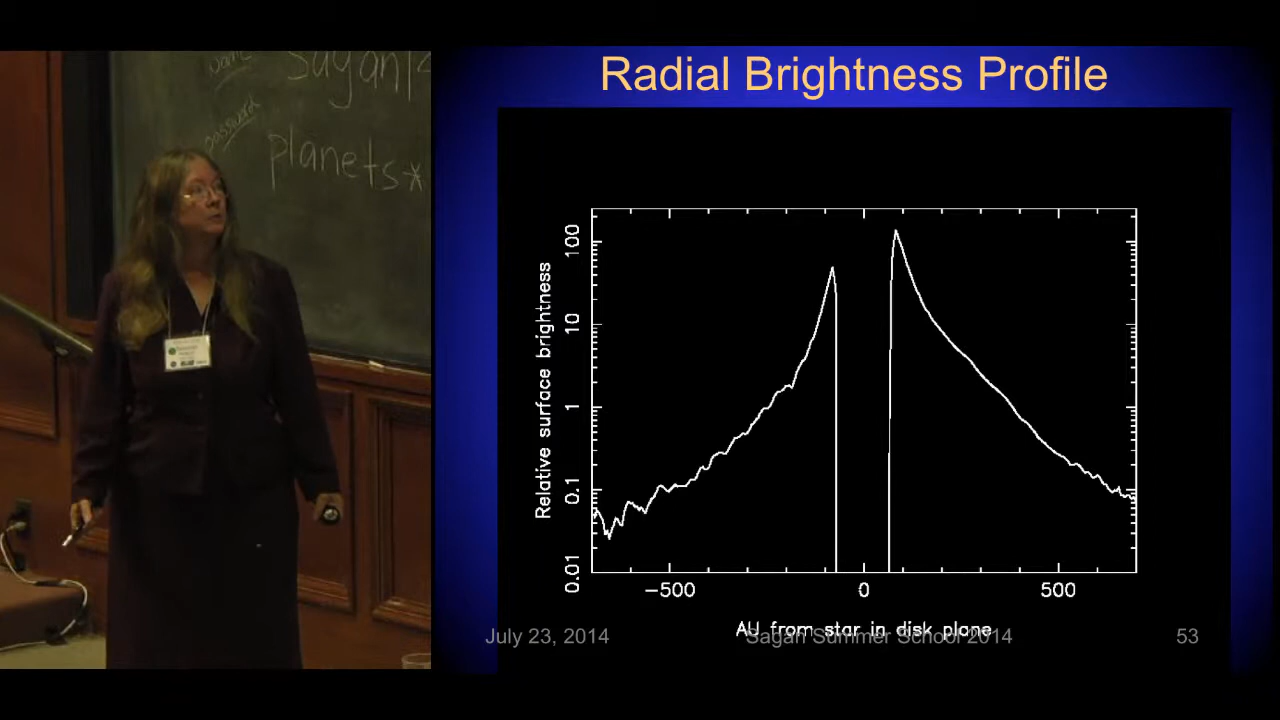 Name
Sagan
password
planets*
Radial Brightness Profile
Relative surface brightness
100
10
1
0.1
0.01
−500
0
500
AU from star in disk plane
July 23, 2014
Sagan Summer School 2014
53